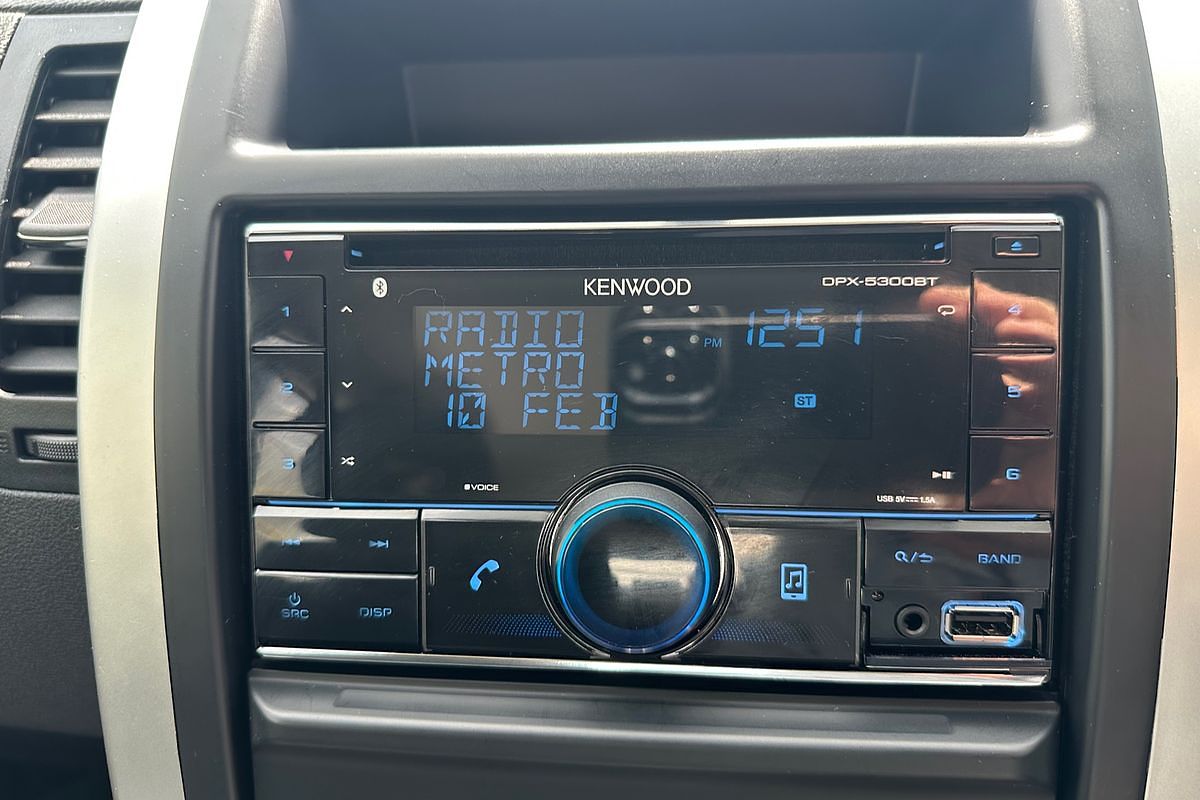 KENWOOD
DPX-5300BT
1
2
3
RADIO
METRO
10 FEB
PM 1251
ST
4
5
6
VOICE
USB 5V 1.5A
SRC
DISP
BAND